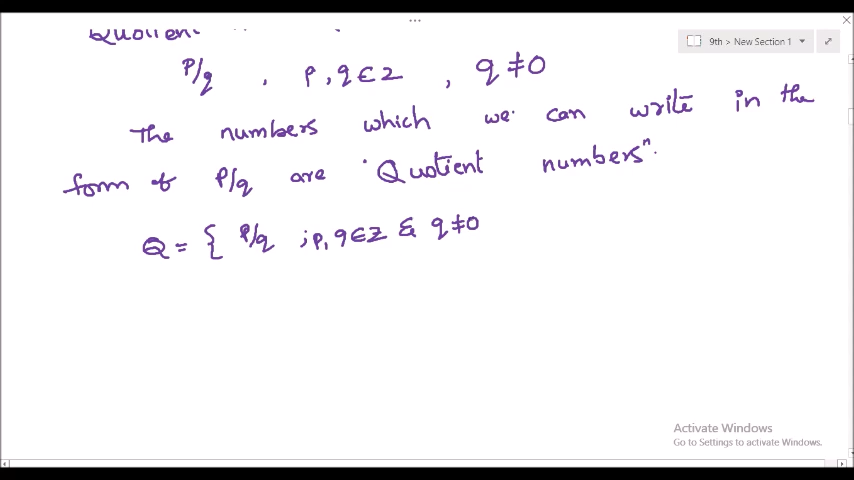 Quotient
9th > New Section 1
P/q , p, q ∈ z , q ≠ 0
The numbers which we can write in the
form of P/q are "Quotient numbers".
Q = { P/q ; p, q ∈ z & q ≠ 0
Activate Windows
Go to Settings to activate Windows.